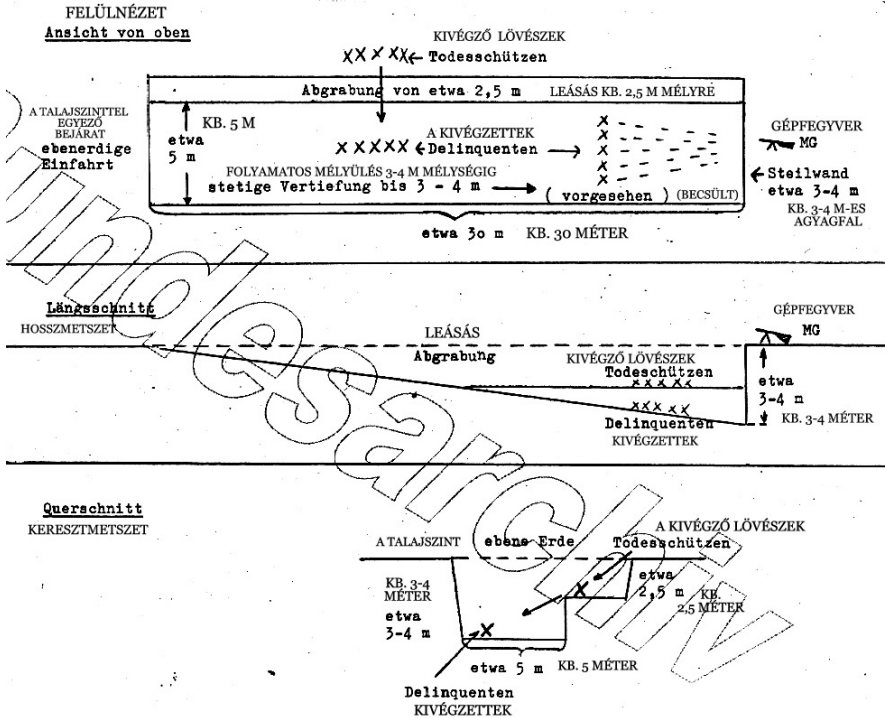 FELÜLNÉZET
Ansicht von oben
KIVÉGZŐ LÖVÉSZEK
XXXXX ← Todesschützen
Abgrabung von etwa 2,5 m LEÁSÁS KB. 2,5 M MÉLYRE
A TALAJSZINTTEL
EGYEZŐ
BEJÁRAT
ebenerdige
Einfahrt
etwa
5 m
KB. 5 M
A KIVÉGZETTEK
XXXXX ← Delinquenten →
X
X
X
X
X
FOLYAMATOS MÉLYÜLÉS 3-4 M MÉLYSÉGIG
stetige Vertiefung bis 3 - 4 m →
( vorgesehen ) (BECSÜLT)
GÉPFEGYVER
MG
← Steilwand
etwa 3-4 m
KB. 3-4 M-ES
AGYAGFAL
etwa 3o m KB. 30 MÉTER
Längsschnitt
HOSSZMETSZET
LEÁSÁS
Abgrabung
KIVÉGZŐ LÖVÉSZEK
Todeschützen
XXXXX
XXXXX
Delinquenten
KIVÉGZETTEK
GÉPFEGYVER
MG
etwa
3-4 m
KB. 3-4 MÉTER
Querschnitt
KERESZTMETSZET
A TALAJSZINT ebene Erde
A KIVÉGZŐ LÖVÉSZEK
Todesschützen
KB. 3-4
MÉTER
etwa
3-4 m
X
X
etwa
2,5 m
KB.
2,5 MÉTER
etwa 5 m KB. 5 MÉTER
Delinquenten
KIVÉGZETTEK
Bundesarchiv